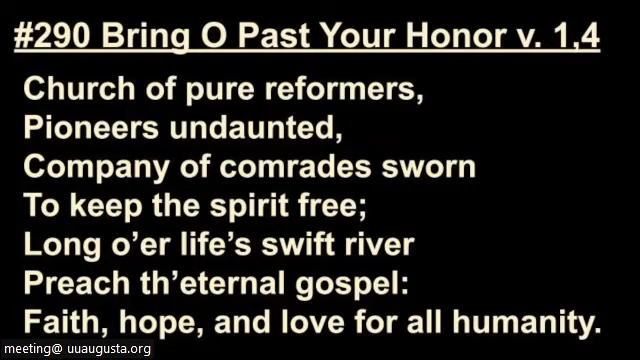 #290 Bring O Past Your Honor v. 1,4
Church of pure reformers,
Pioneers undaunted,
Company of comrades sworn
To keep the spirit free;
Long o’er life’s swift river
Preach th’eternal gospel:
Faith, hope, and love for all humanity.
meeting@ uuaugusta.org